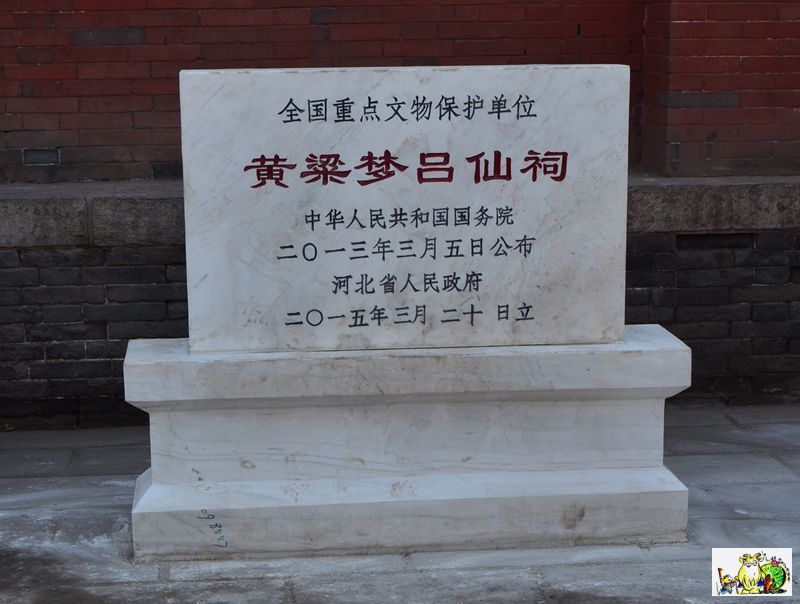 全国重点文物保护单位
黄粱梦吕仙祠
中华人民共和国国务院
二〇一三年三月五日公布
河北省人民政府
二〇一五年三月二十日立